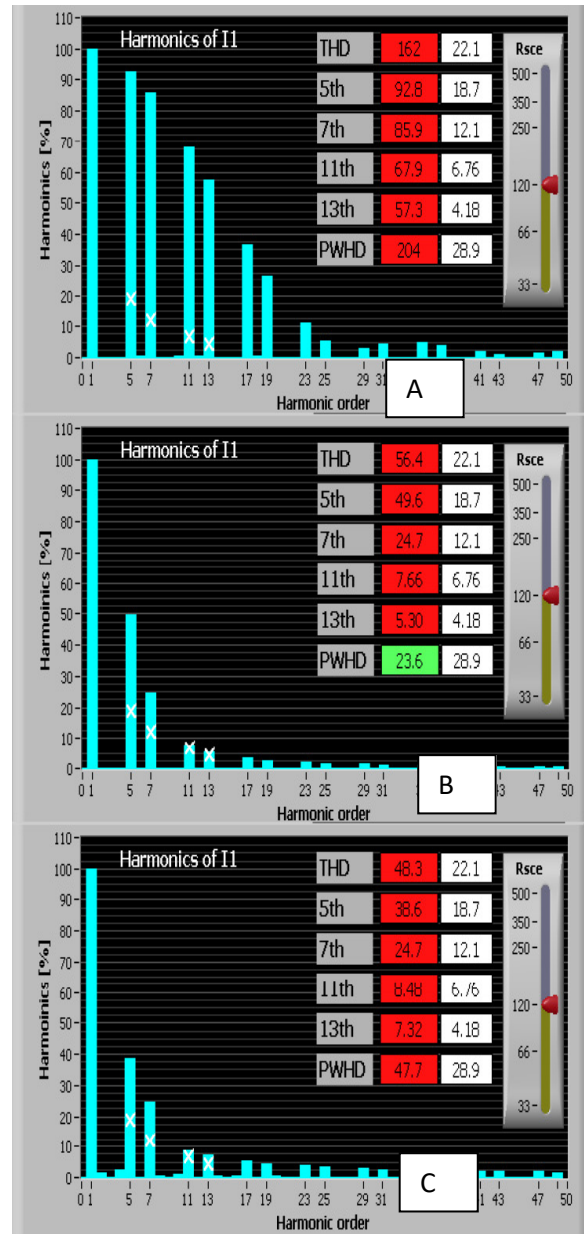 110
Harmonics of I1
THD 162 22.1
Rsce
100
500
90
5th 92.8 18.7
350
80
7th 85.9 12.1
250
70
11th 67.9 6.76
120
60
13th 57.3 4.18
50
66
40
PWHD 204 28.9
30
33
20
10
0
Harmoinics [%]
0 1 5 7 11 13 17 19 23 25 29 31 41 43 47 50
A
Harmonic order
110
Harmonics of I1
THD 56.4 22.1
Rsce
100
500
90
5th 49.6 18.7
350
80
7th 24.7 12.1
250
70
11th 7.66 6.76
120
60
13th 5.30 4.18
50
66
40
PWHD 23.6 28.9
30
33
20
10
0
Harmoinics [%]
0 1 5 7 11 13 17 19 23 25 29 31 43 47 50
B
Harmonic order
110
Harmonics of I1
THD 48.3 22.1
Rsce
100
500
90
5th 38.6 18.7
350
80
7th 24.7 12.1
250
70
11th 8.48 6.76
120
60
13th 7.32 4.18
50
66
40
PWHD 47.7 28.9
30
33
20
10
0
Harmoinics [%]
0 1 5 7 11 13 17 19 23 25 29 31 41 43 47 50
C
Harmonic order